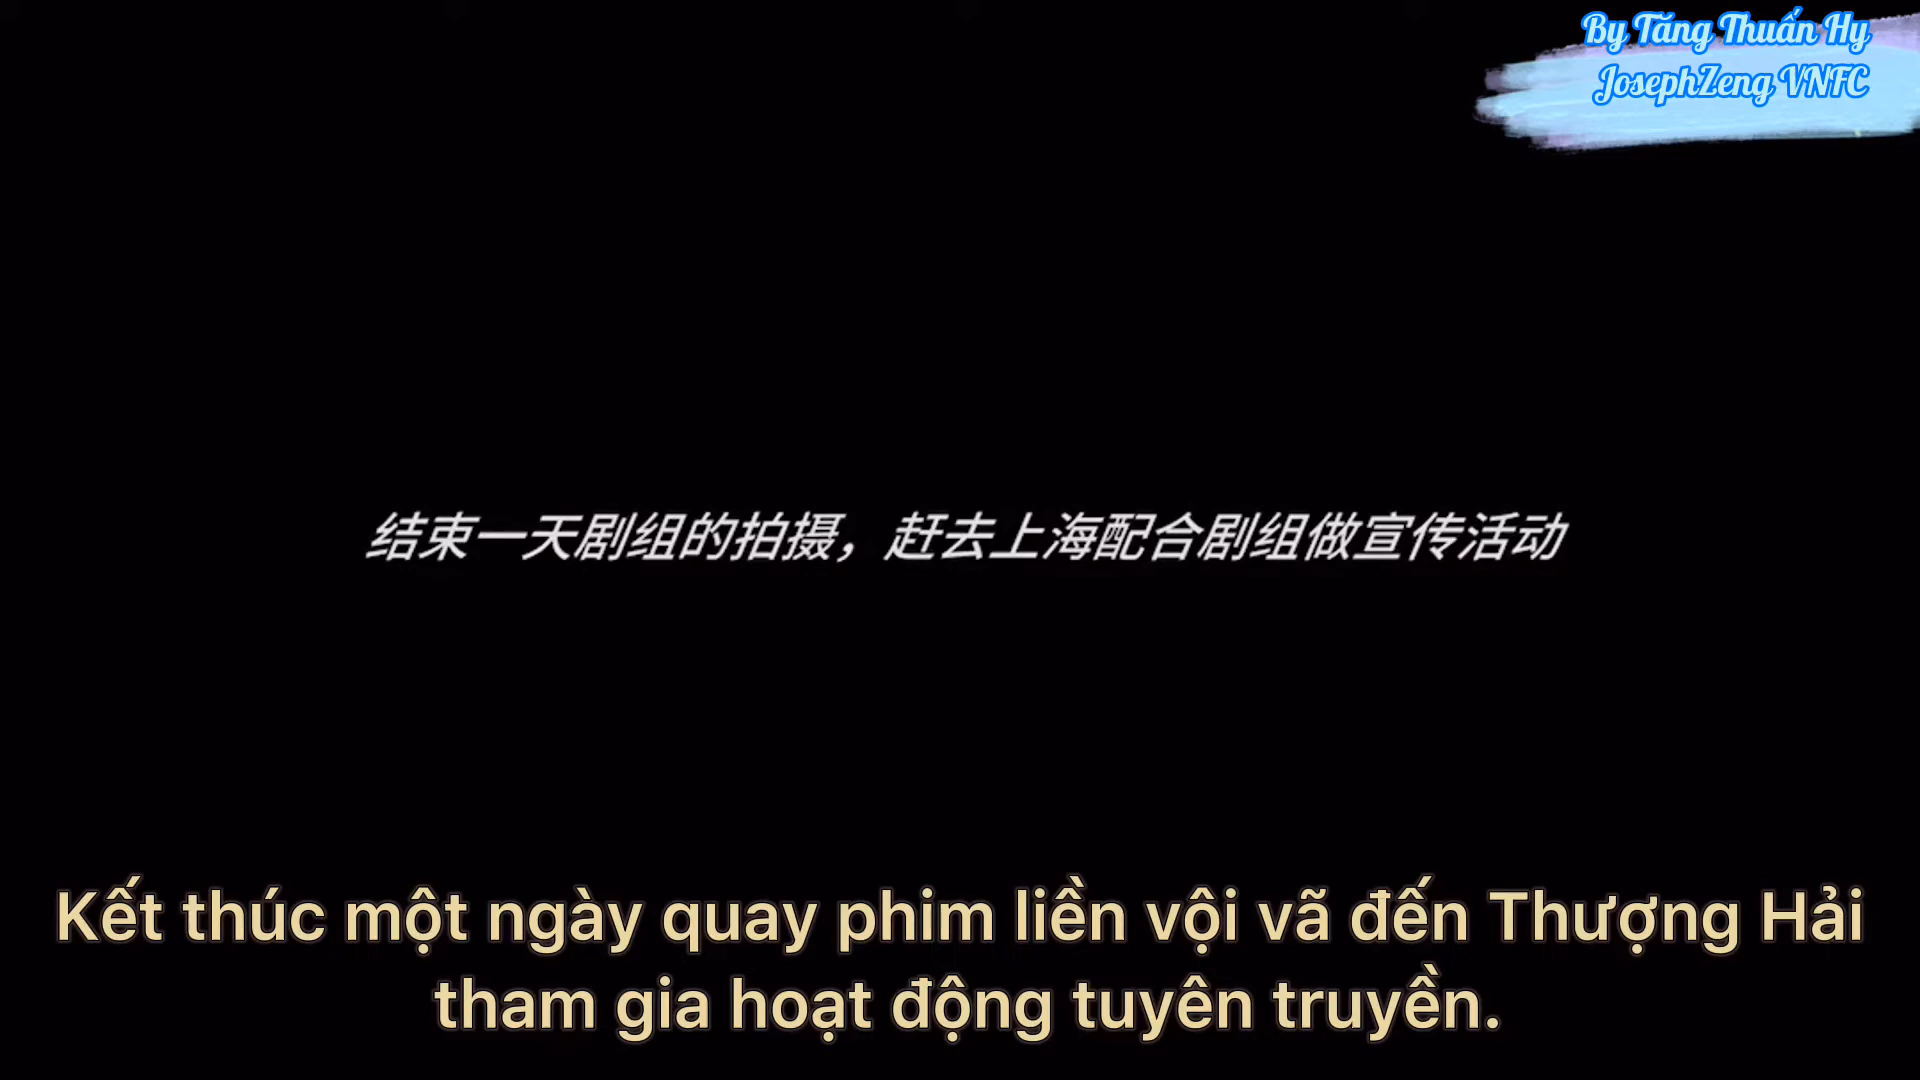 By Tăng Thuấn Hy
JosephZeng VNFC
结束一天剧组的拍摄，赶去上海配合剧组做宣传活动
Kết thúc một ngày quay phim liền vội vã đến Thượng Hải
tham gia hoạt động tuyên truyền.